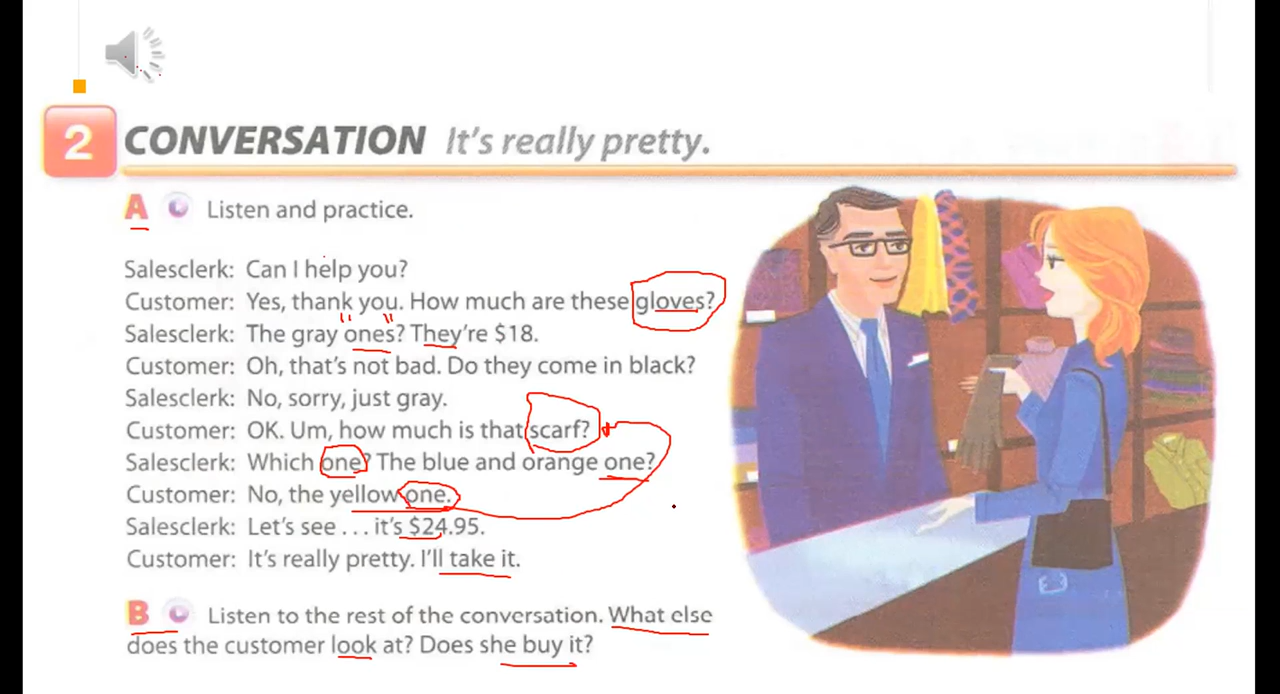 2 CONVERSATION It's really pretty.
A Listen and practice.
Salesclerk: Can I help you?
Customer: Yes, thank you. How much are these gloves?
Salesclerk: The gray ones? They're $18.
Customer: Oh, that's not bad. Do they come in black?
Salesclerk: No, sorry, just gray.
Customer: OK. Um, how much is that scarf?
Salesclerk: Which one? The blue and orange one?
Customer: No, the yellow one.
Salesclerk: Let's see . . . it's $24.95.
Customer: It's really pretty. I'll take it.
B Listen to the rest of the conversation. What else
does the customer look at? Does she buy it?